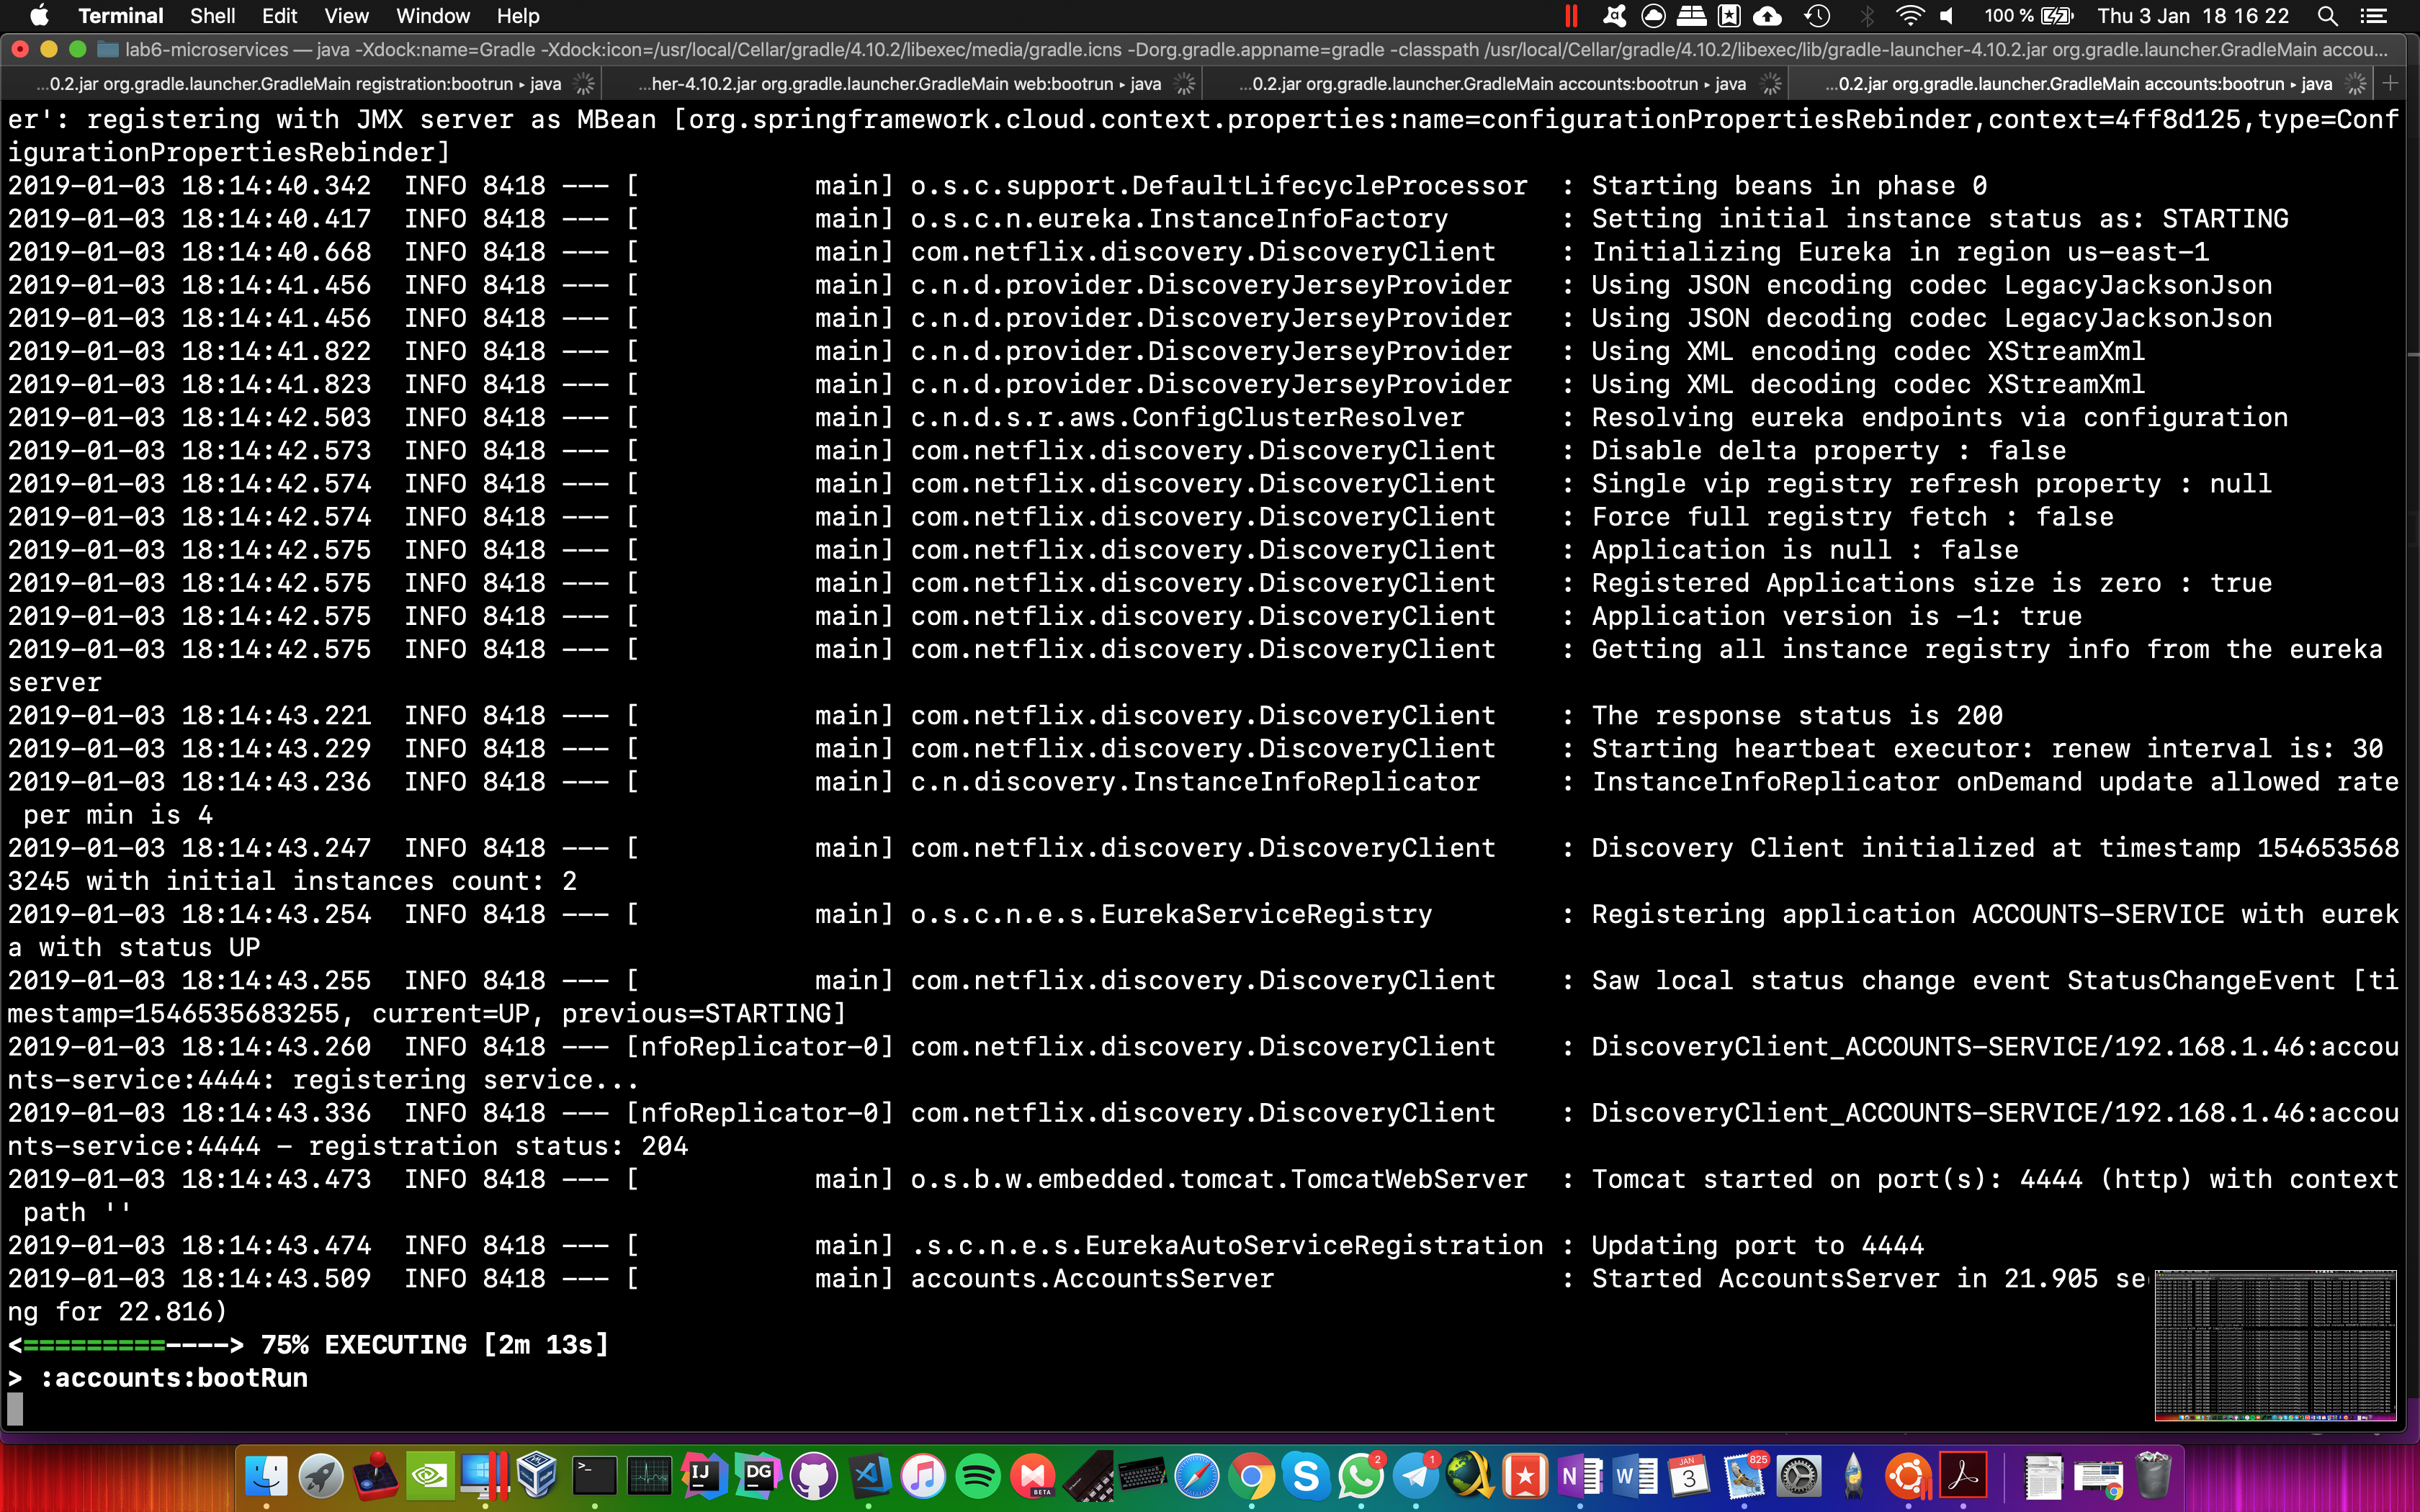 Terminal Shell Edit View Window Help 100 % Thu 3 Jan 18 16 22
lab6-microservices — java -Xdock:name=Gradle -Xdock:icon=/usr/local/Cellar/gradle/4.10.2/libexec/media/gradle.icns -Dorg.gradle.appname=gradle -classpath /usr/local/Cellar/gradle/4.10.2/libexec/lib/gradle-launcher-4.10.2.jar org.gradle.launcher.GradleMain accou...
...0.2.jar org.gradle.launcher.GradleMain registration:bootrun ▸ java ...her-4.10.2.jar org.gradle.launcher.GradleMain web:bootrun ▸ java ...0.2.jar org.gradle.launcher.GradleMain accounts:bootrun ▸ java ...0.2.jar org.gradle.launcher.GradleMain accounts:bootrun ▸ java
er': registering with JMX server as MBean [org.springframework.cloud.context.properties:name=configurationPropertiesRebinder,context=4ff8d125,type=Conf
igurationPropertiesRebinder]
2019-01-03 18:14:40.342  INFO 8418 --- [           main] o.s.c.support.DefaultLifecycleProcessor  : Starting beans in phase 0
2019-01-03 18:14:40.417  INFO 8418 --- [           main] o.s.c.n.eureka.InstanceInfoFactory       : Setting initial instance status as: STARTING
2019-01-03 18:14:40.668  INFO 8418 --- [           main] com.netflix.discovery.DiscoveryClient    : Initializing Eureka in region us-east-1
2019-01-03 18:14:41.456  INFO 8418 --- [           main] c.n.d.provider.DiscoveryJerseyProvider   : Using JSON encoding codec LegacyJacksonJson
2019-01-03 18:14:41.456  INFO 8418 --- [           main] c.n.d.provider.DiscoveryJerseyProvider   : Using JSON decoding codec LegacyJacksonJson
2019-01-03 18:14:41.822  INFO 8418 --- [           main] c.n.d.provider.DiscoveryJerseyProvider   : Using XML encoding codec XStreamXml
2019-01-03 18:14:41.823  INFO 8418 --- [           main] c.n.d.provider.DiscoveryJerseyProvider   : Using XML decoding codec XStreamXml
2019-01-03 18:14:42.503  INFO 8418 --- [           main] c.n.d.s.r.aws.ConfigClusterResolver      : Resolving eureka endpoints via configuration
2019-01-03 18:14:42.573  INFO 8418 --- [           main] com.netflix.discovery.DiscoveryClient    : Disable delta property : false
2019-01-03 18:14:42.574  INFO 8418 --- [           main] com.netflix.discovery.DiscoveryClient    : Single vip registry refresh property : null
2019-01-03 18:14:42.574  INFO 8418 --- [           main] com.netflix.discovery.DiscoveryClient    : Force full registry fetch : false
2019-01-03 18:14:42.575  INFO 8418 --- [           main] com.netflix.discovery.DiscoveryClient    : Application is null : false
2019-01-03 18:14:42.575  INFO 8418 --- [           main] com.netflix.discovery.DiscoveryClient    : Registered Applications size is zero : true
2019-01-03 18:14:42.575  INFO 8418 --- [           main] com.netflix.discovery.DiscoveryClient    : Application version is -1: true
2019-01-03 18:14:42.575  INFO 8418 --- [           main] com.netflix.discovery.DiscoveryClient    : Getting all instance registry info from the eureka
server
2019-01-03 18:14:43.221  INFO 8418 --- [           main] com.netflix.discovery.DiscoveryClient    : The response status is 200
2019-01-03 18:14:43.229  INFO 8418 --- [           main] com.netflix.discovery.DiscoveryClient    : Starting heartbeat executor: renew interval is: 30
2019-01-03 18:14:43.236  INFO 8418 --- [           main] c.n.discovery.InstanceInfoReplicator     : InstanceInfoReplicator onDemand update allowed rate
 per min is 4
2019-01-03 18:14:43.247  INFO 8418 --- [           main] com.netflix.discovery.DiscoveryClient    : Discovery Client initialized at timestamp 154653568
3245 with initial instances count: 2
2019-01-03 18:14:43.254  INFO 8418 --- [           main] o.s.c.n.e.s.EurekaServiceRegistry        : Registering application ACCOUNTS-SERVICE with eurek
a with status UP
2019-01-03 18:14:43.255  INFO 8418 --- [           main] com.netflix.discovery.DiscoveryClient    : Saw local status change event StatusChangeEvent [ti
mestamp=1546535683255, current=UP, previous=STARTING]
2019-01-03 18:14:43.260  INFO 8418 --- [nfoReplicator-0] com.netflix.discovery.DiscoveryClient    : DiscoveryClient_ACCOUNTS-SERVICE/192.168.1.46:accou
nts-service:4444: registering service...
2019-01-03 18:14:43.336  INFO 8418 --- [nfoReplicator-0] com.netflix.discovery.DiscoveryClient    : DiscoveryClient_ACCOUNTS-SERVICE/192.168.1.46:accou
nts-service:4444 - registration status: 204
2019-01-03 18:14:43.473  INFO 8418 --- [           main] o.s.b.w.embedded.tomcat.TomcatWebServer  : Tomcat started on port(s): 4444 (http) with context
 path ''
2019-01-03 18:14:43.474  INFO 8418 --- [           main] .s.c.n.e.s.EurekaAutoServiceRegistration : Updating port to 4444
2019-01-03 18:14:43.509  INFO 8418 --- [           main] accounts.AccountsServer                  : Started AccountsServer in 21.905 se
ng for 22.816)
<=========----> 75% EXECUTING [2m 13s]
> :accounts:bootRun
IJ DG BETA S 2 1 N W JAN 3 825